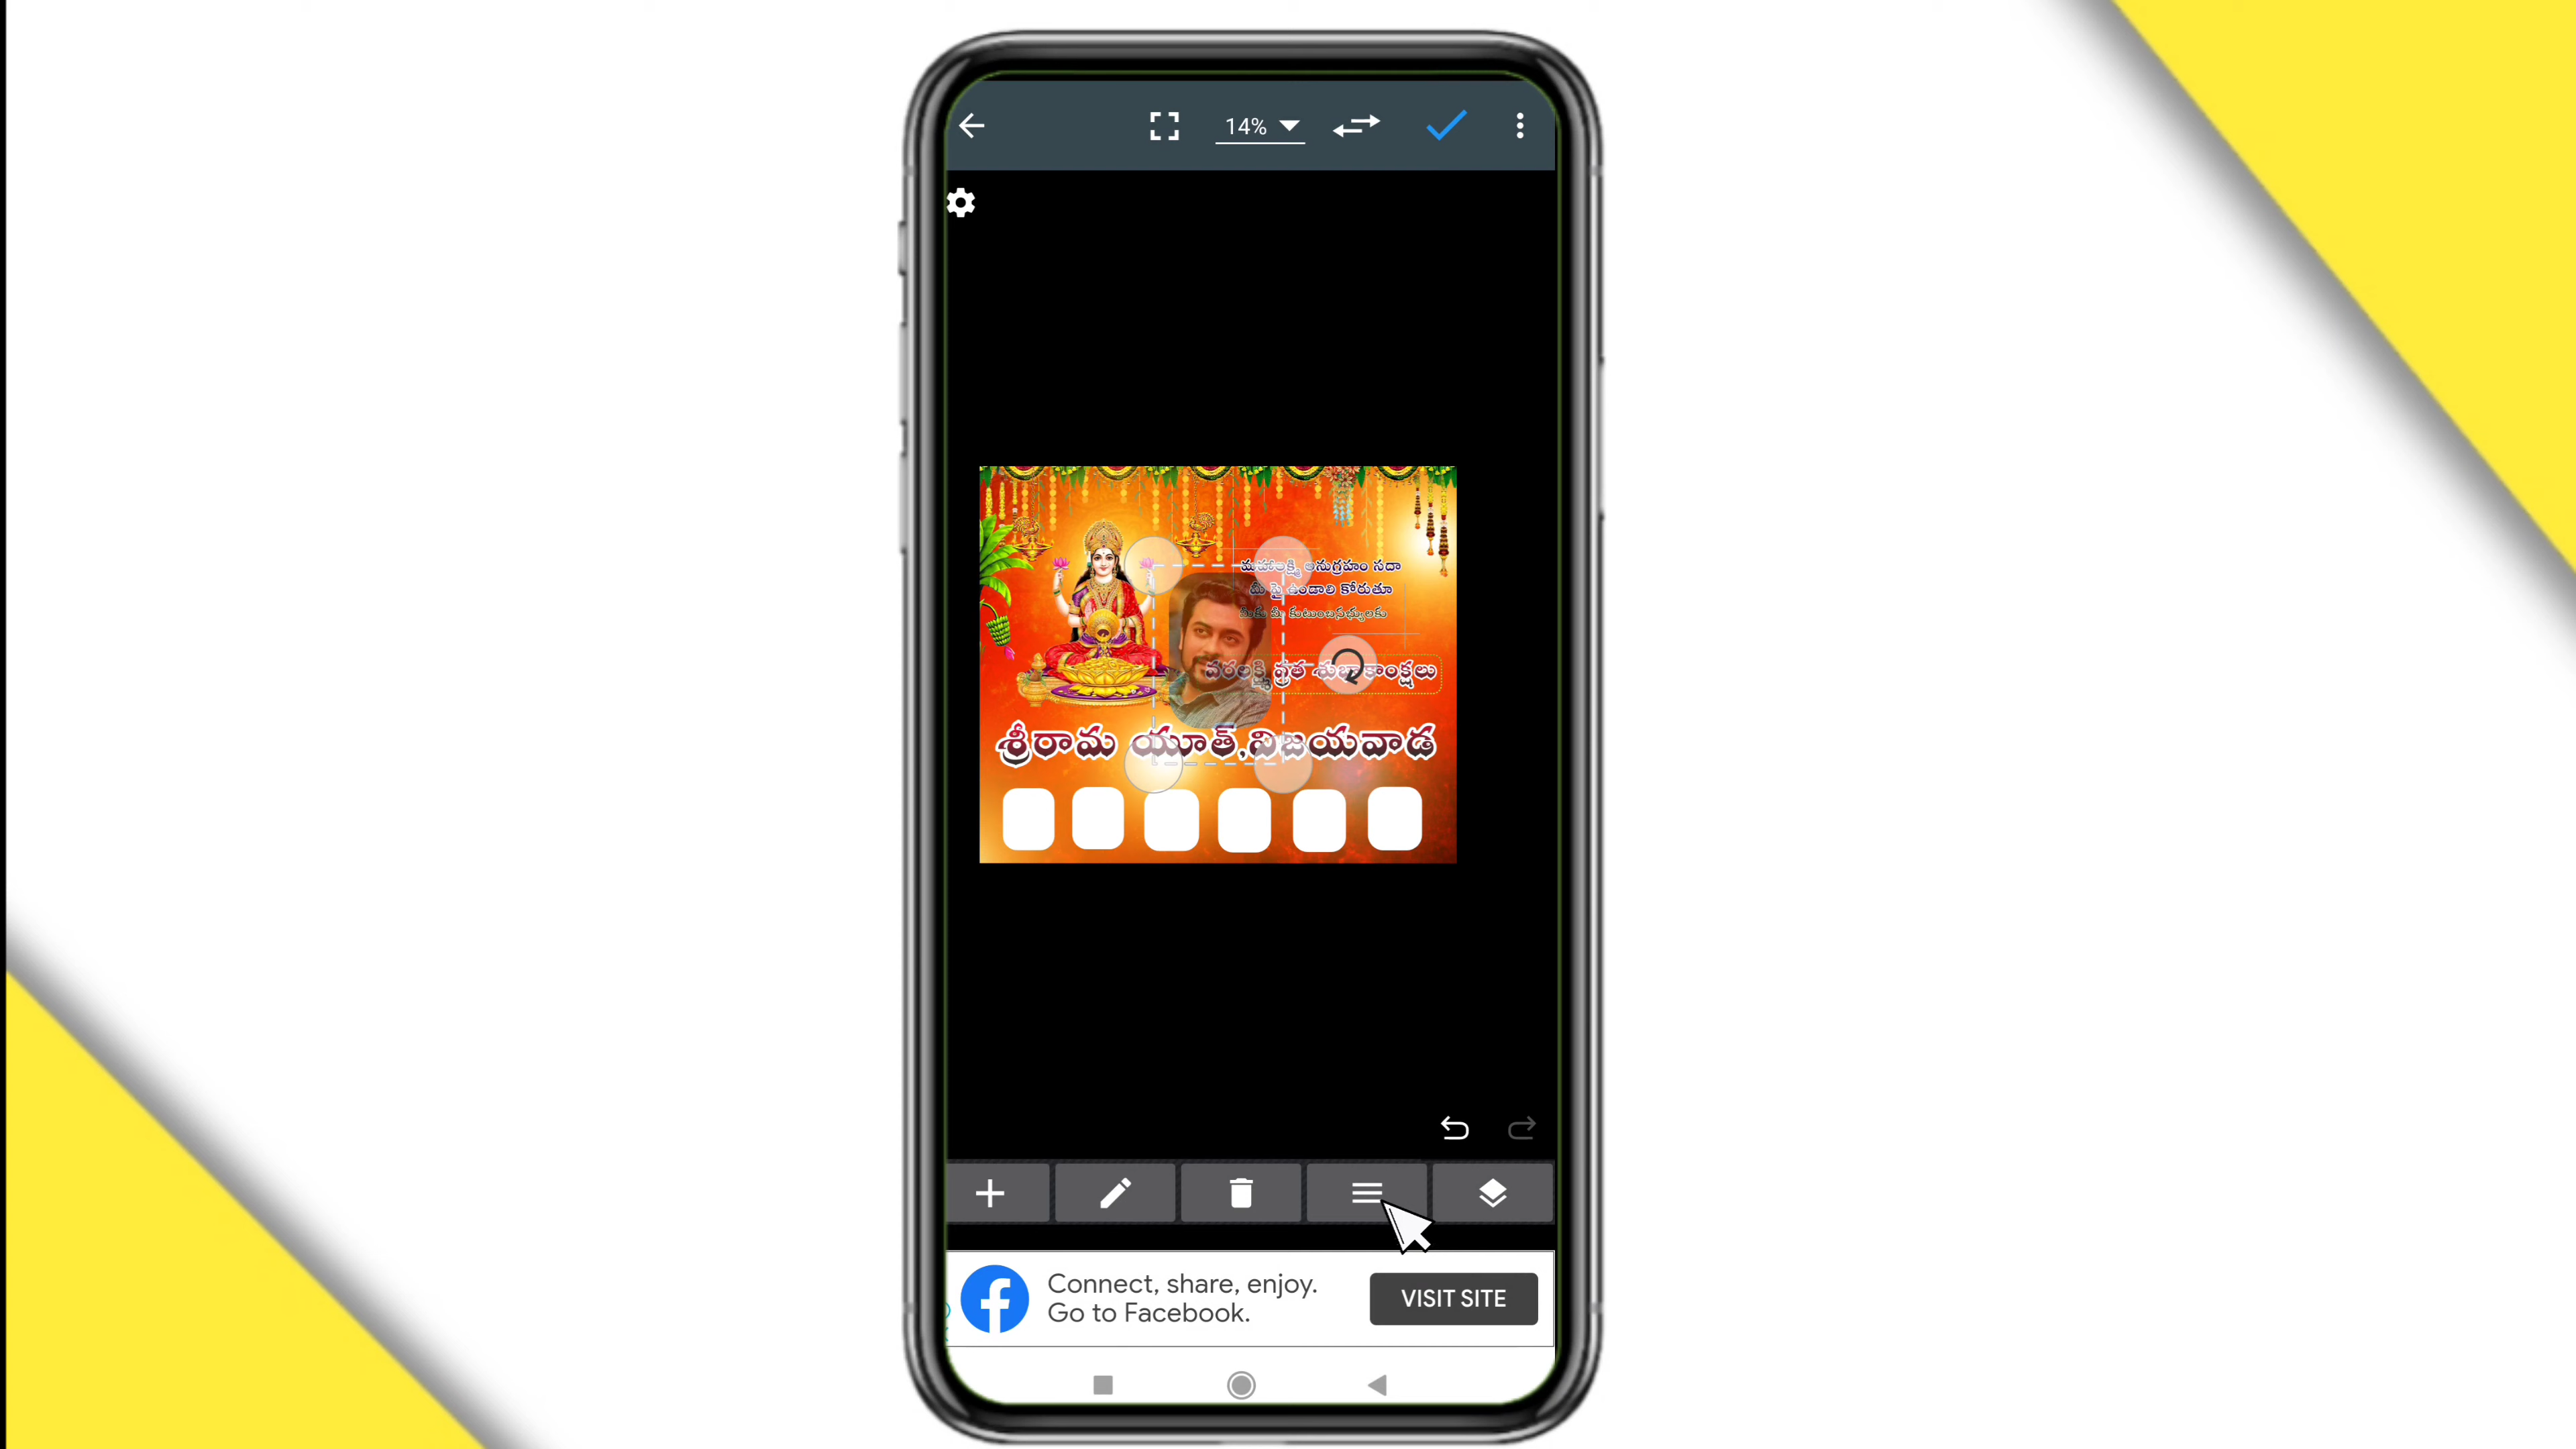 14%
మహాలక్ష్మి అనుగ్రహం సదా
మీ పై ఉండాలి కోరుతూ
మీకు మీ కుటుంబసభ్యులకు
వరలక్ష్మి వ్రత శుభాకాంక్షలు
శ్రీరామ యూత్,విజయవాడ
Connect, share, enjoy.
Go to Facebook.
VISIT SITE